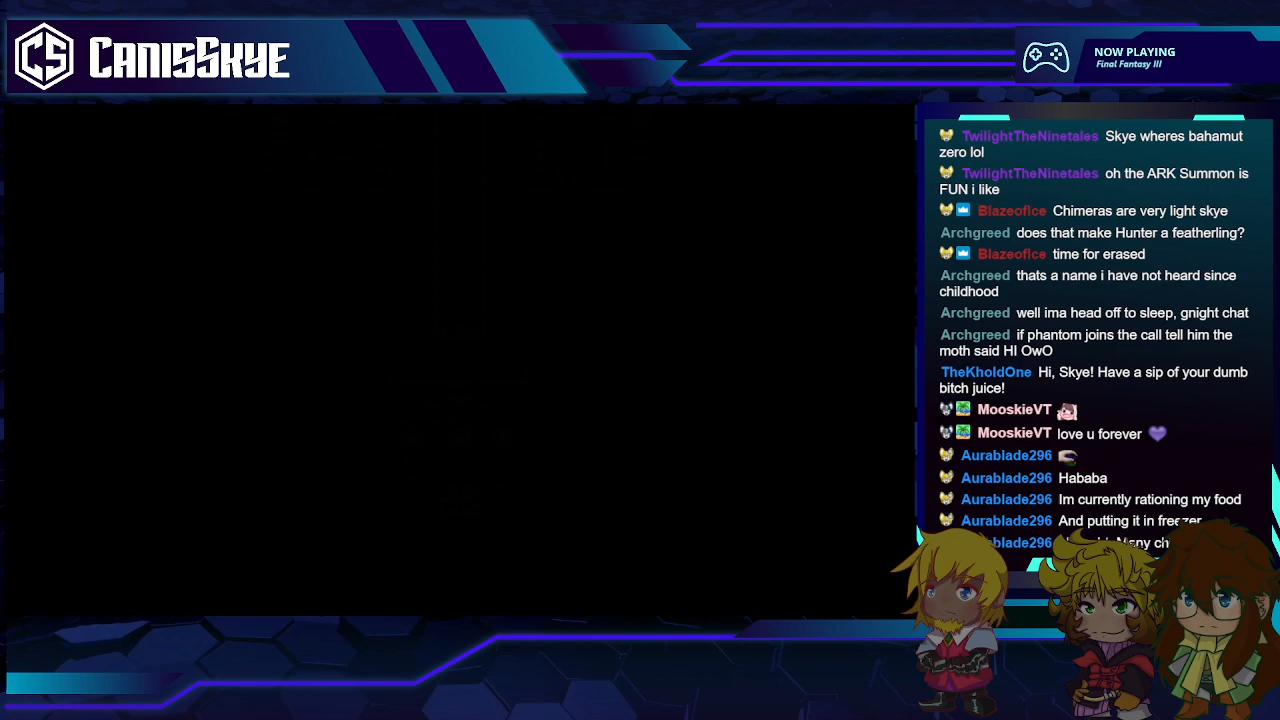 CS CanisSkye
NOW PLAYING
Final Fantasy III
TwilightTheNinetales Skye wheres bahamut
zero lol
TwilightTheNinetales oh the ARK Summon is
FUN i like
BlazeofIce Chimeras are very light skye
Archgreed does that make Hunter a featherling?
BlazeofIce time for erased
Archgreed thats a name i have not heard since
childhood
Archgreed well ima head off to sleep, gnight chat
Archgreed if phantom joins the call tell him the
moth said HI OwO
TheKholdOne Hi, Skye! Have a sip of your dumb
bitch juice!
MooskieVT
MooskieVT love u forever
Aurablade296
Aurablade296 Hababa
Aurablade296 Im currently rationing my food
Aurablade296 And putting it in freezer